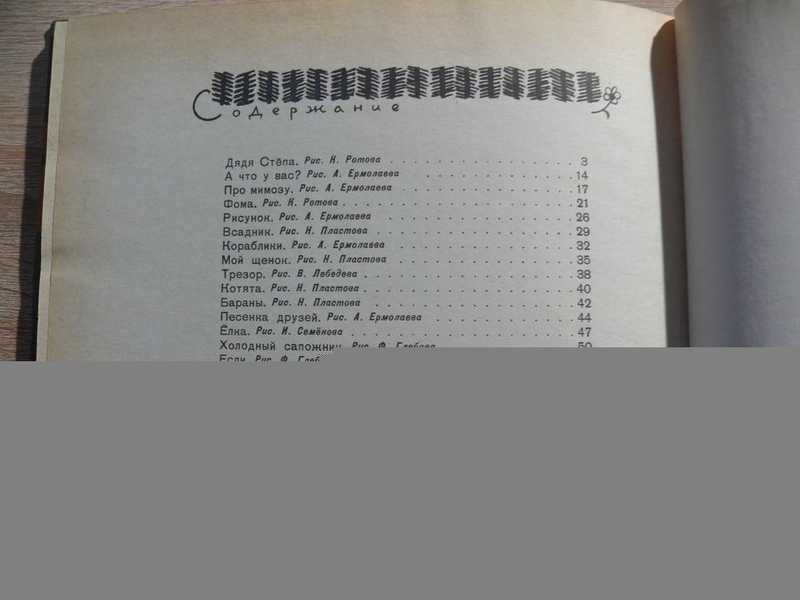 Содержание
Дядя Стёпа. Рис. К. Ротова . . . . . . . . . . . . . . . 3
А что у вас? Рис. А. Ермолаева . . . . . . . . . . . . . 14
Про мимозу. Рис. А. Ермолаева . . . . . . . . . . . . . . 17
Фома. Рис. К. Ротова . . . . . . . . . . . . . . . . . . 21
Рисунок. Рис. А. Ермолаева . . . . . . . . . . . . . . . 26
Всадник. Рис. Н. Пластова . . . . . . . . . . . . . . . . 29
Кораблики. Рис. А. Ермолаева . . . . . . . . . . . . . . 32
Мой щенок. Рис. Н. Пластова . . . . . . . . . . . . . . . 35
Трезор. Рис. В. Лебедева . . . . . . . . . . . . . . . . 38
Котята. Рис. Н. Пластова . . . . . . . . . . . . . . . . 40
Бараны. Рис. Н. Пластова . . . . . . . . . . . . . . . . 42
Песенка друзей. Рис. А. Ермолаева . . . . . . . . . . . . 44
Ёлка. Рис. И. Семёнова . . . . . . . . . . . . . . . . . 47
Холодный сапожник. Рис. Ф. Глебова . . . . . . . . . . . 50
Если. Рис. Ф.